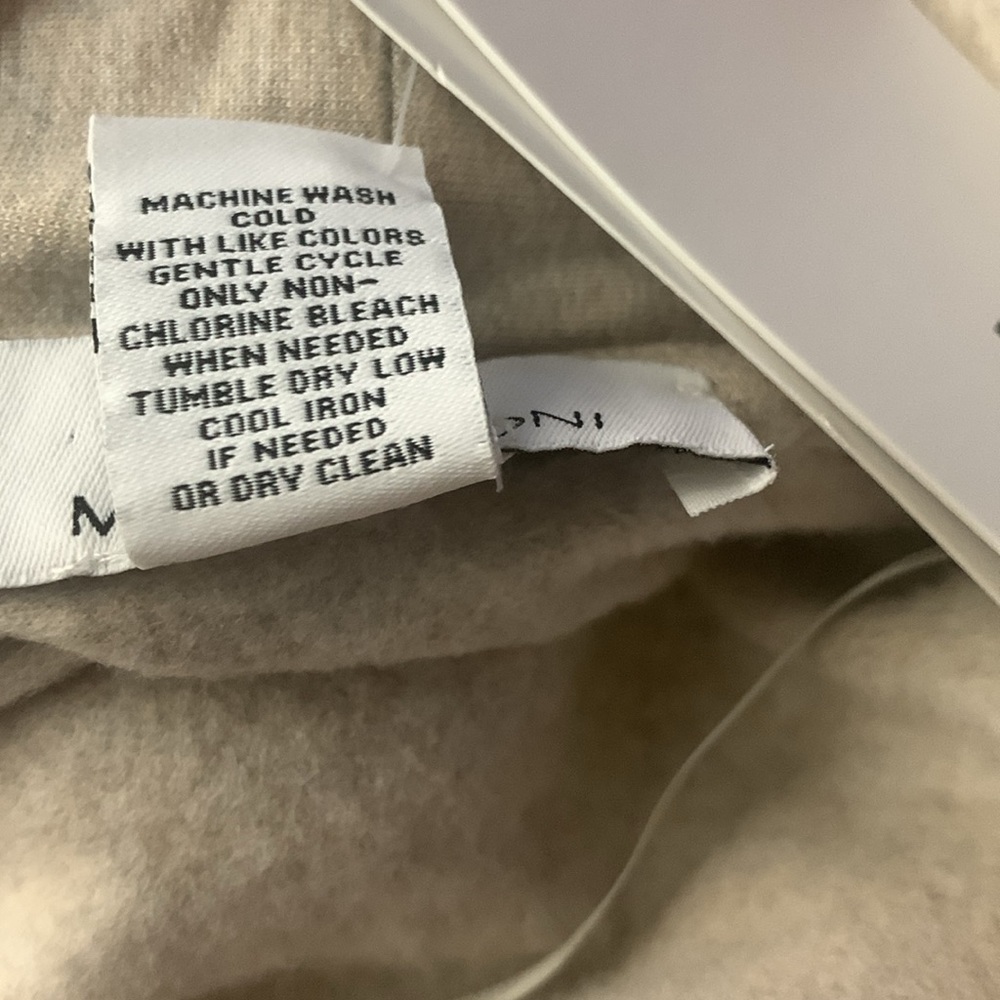 MACHINE WASH
COLD
WITH LIKE COLORS
GENTLE CYCLE
ONLY NON-
CHLORINE BLEACH
WHEN NEEDED
TUMBLE DRY LOW
COOL IRON
IF NEEDED
OR DRY CLEAN